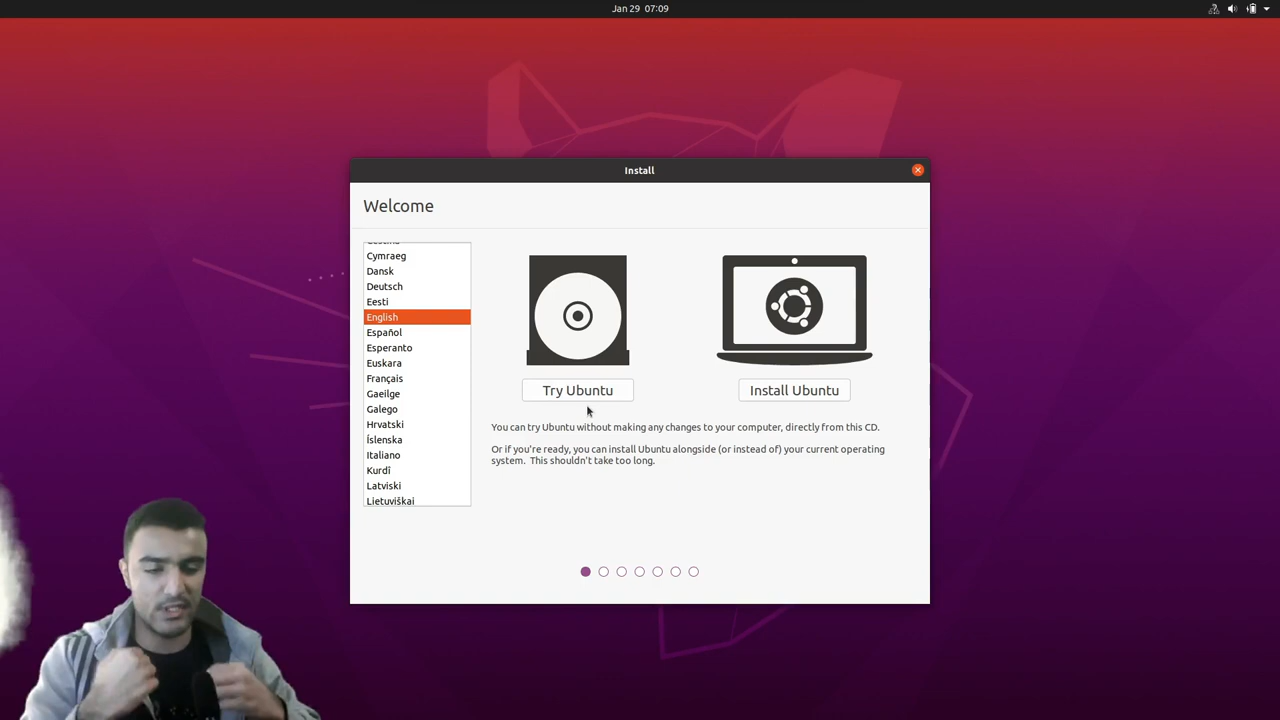 Jan 29 07:09
Install
Welcome
Cymraeg
Dansk
Deutsch
Eesti
English
Español
Esperanto
Euskara
Français
Gaeilge
Galego
Hrvatski
Íslenska
Italiano
Kurdî
Latviski
Lietuviškai
Try Ubuntu
Install Ubuntu
You can try Ubuntu without making any changes to your computer, directly from this CD.
Or if you're ready, you can install Ubuntu alongside (or instead of) your current operating
system. This shouldn't take too long.